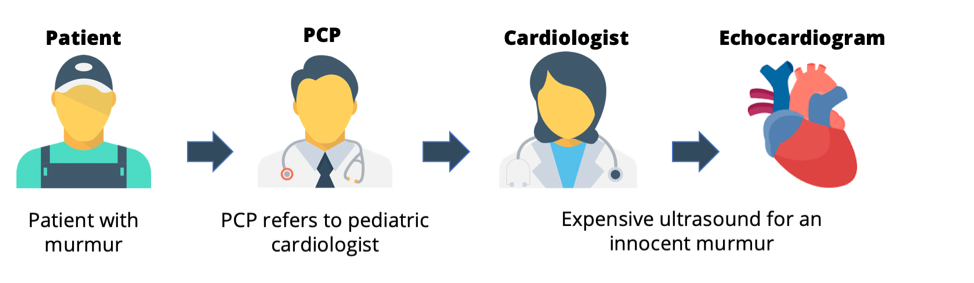 Patient
PCP
Cardiologist
Echocardiogram
Patient with
murmur
PCP refers to pediatric
cardiologist
Expensive ultrasound for an
innocent murmur